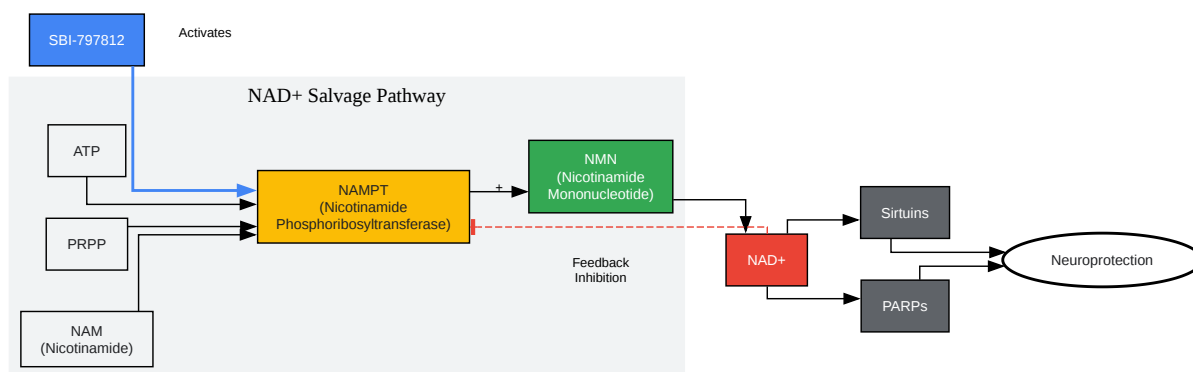 SBI-797812
Activates
NAD+ Salvage Pathway
ATP
PRPP
NAM
(Nicotinamide)
NAMPT
(Nicotinamide
Phosphoribosyltransferase)
+
NMN
(Nicotinamide
Mononucleotide)
Feedback
Inhibition
NAD+
Sirtuins
PARPs
Neuroprotection